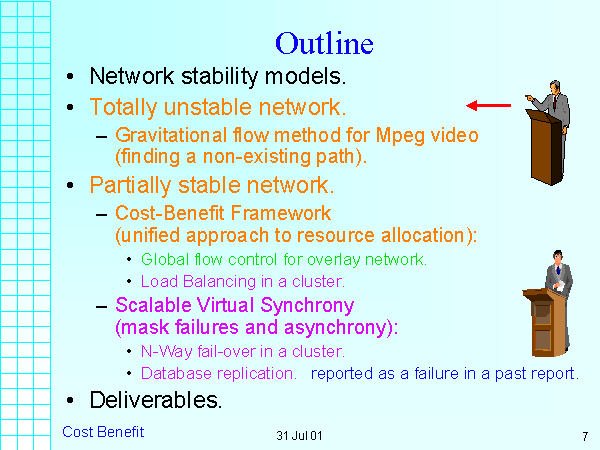 Outline
• Network stability models.
• Totally unstable network.
– Gravitational flow method for Mpeg video
(finding a non-existing path).
• Partially stable network.
– Cost-Benefit Framework
(unified approach to resource allocation):
• Global flow control for overlay network.
• Load Balancing in a cluster.
– Scalable Virtual Synchrony
(mask failures and asynchrony):
• N-Way fail-over in a cluster.
• Database replication. reported as a failure in a past report.
• Deliverables.
Cost Benefit 31 Jul 01 7